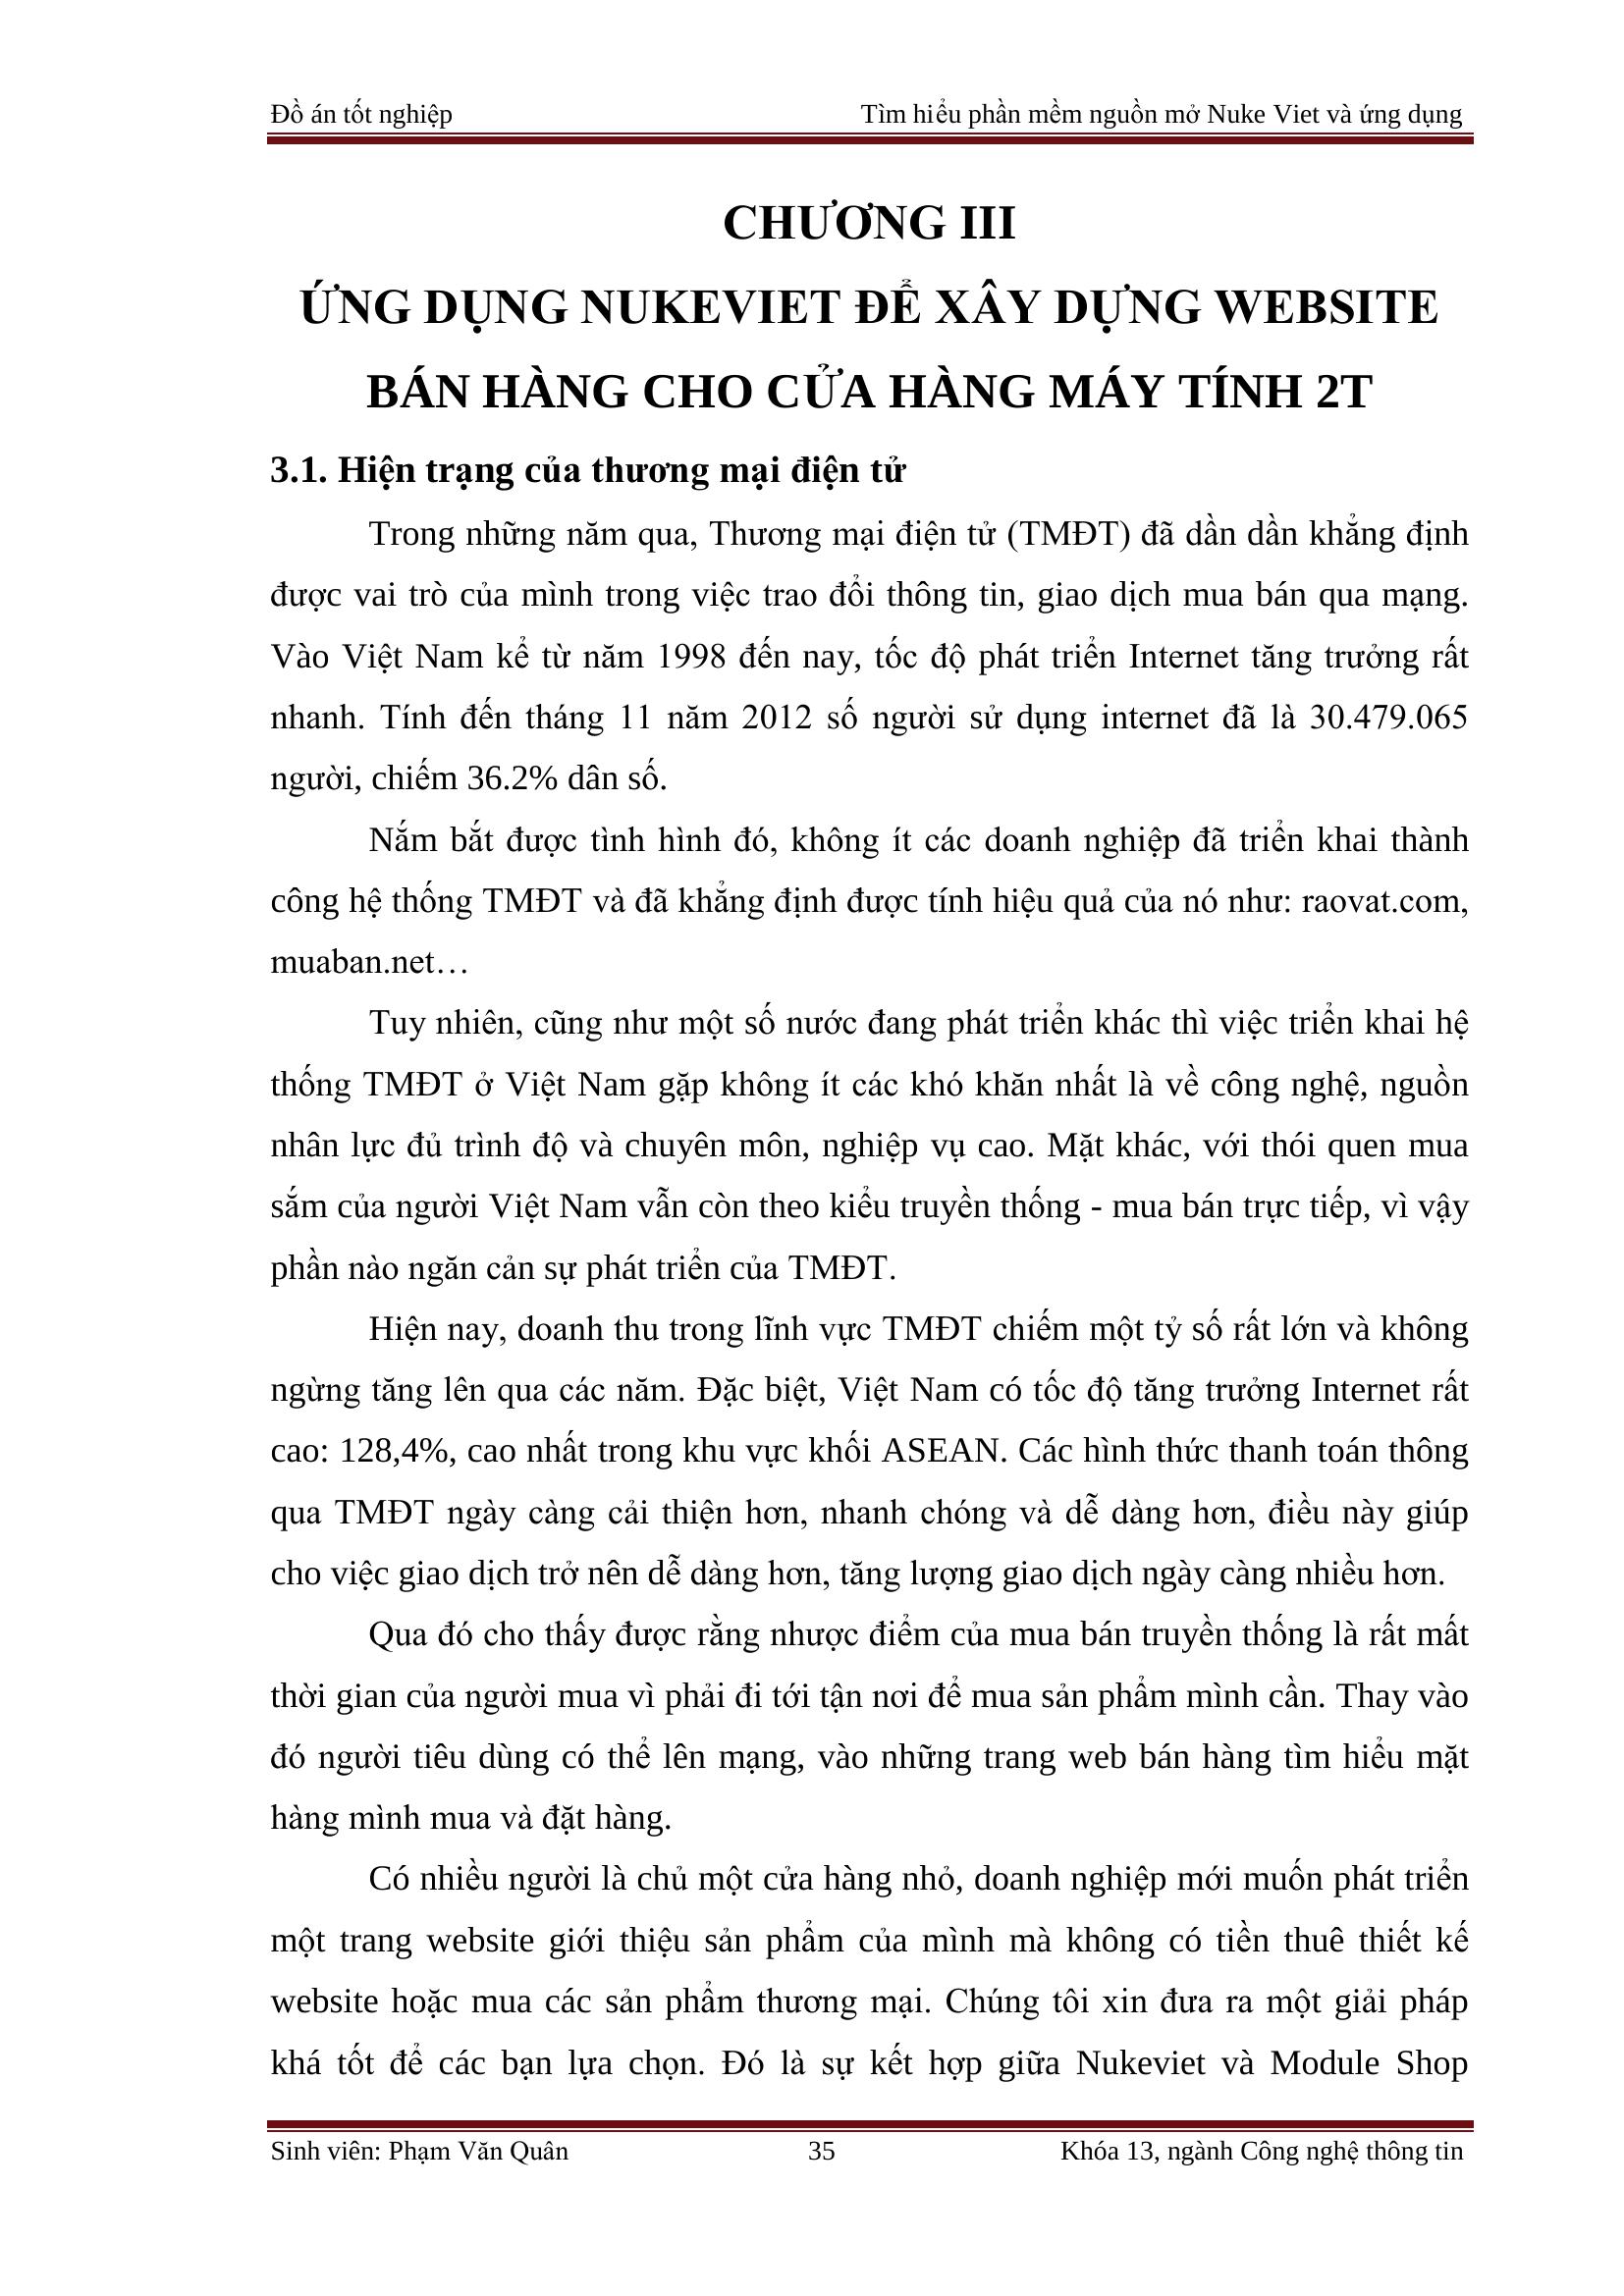 Đồ án tốt nghiệp Tìm hiểu phần mềm nguồn mở Nuke Viet và ứng dụng
CHƯƠNG III
ỨNG DỤNG NUKEVIET ĐỂ XÂY DỰNG WEBSITE
BÁN HÀNG CHO CỬA HÀNG MÁY TÍNH 2T
3.1. Hiện trạng của thương mại điện tử
Trong những năm qua, Thương mại điện tử (TMĐT) đã dần dần khẳng định
được vai trò của mình trong việc trao đổi thông tin, giao dịch mua bán qua mạng.
Vào Việt Nam kể từ năm 1998 đến nay, tốc độ phát triển Internet tăng trưởng rất
nhanh. Tính đến tháng 11 năm 2012 số người sử dụng internet đã là 30.479.065
người, chiếm 36.2% dân số.
Nắm bắt được tình hình đó, không ít các doanh nghiệp đã triển khai thành
công hệ thống TMĐT và đã khẳng định được tính hiệu quả của nó như: raovat.com,
muaban.net…
Tuy nhiên, cũng như một số nước đang phát triển khác thì việc triển khai hệ
thống TMĐT ở Việt Nam gặp không ít các khó khăn nhất là về công nghệ, nguồn
nhân lực đủ trình độ và chuyên môn, nghiệp vụ cao. Mặt khác, với thói quen mua
sắm của người Việt Nam vẫn còn theo kiểu truyền thống - mua bán trực tiếp, vì vậy
phần nào ngăn cản sự phát triển của TMĐT.
Hiện nay, doanh thu trong lĩnh vực TMĐT chiếm một tỷ số rất lớn và không
ngừng tăng lên qua các năm. Đặc biệt, Việt Nam có tốc độ tăng trưởng Internet rất
cao: 128,4%, cao nhất trong khu vực khối ASEAN. Các hình thức thanh toán thông
qua TMĐT ngày càng cải thiện hơn, nhanh chóng và dễ dàng hơn, điều này giúp
cho việc giao dịch trở nên dễ dàng hơn, tăng lượng giao dịch ngày càng nhiều hơn.
Qua đó cho thấy được rằng nhược điểm của mua bán truyền thống là rất mất
thời gian của người mua vì phải đi tới tận nơi để mua sản phẩm mình cần. Thay vào
đó người tiêu dùng có thể lên mạng, vào những trang web bán hàng tìm hiểu mặt
hàng mình mua và đặt hàng.
Có nhiều người là chủ một cửa hàng nhỏ, doanh nghiệp mới muốn phát triển
một trang website giới thiệu sản phẩm của mình mà không có tiền thuê thiết kế
website hoặc mua các sản phẩm thương mại. Chúng tôi xin đưa ra một giải pháp
khá tốt để các bạn lựa chọn. Đó là sự kết hợp giữa Nukeviet và Module Shop
Sinh viên: Phạm Văn Quân 35 Khóa 13, ngành Công nghệ thông tin